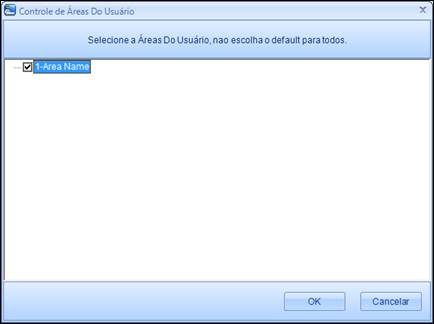 Controle de Áreas Do Usuário
Selecione a Áreas Do Usuário, nao escolha o default para todos.
1-Area Name
OK Cancelar